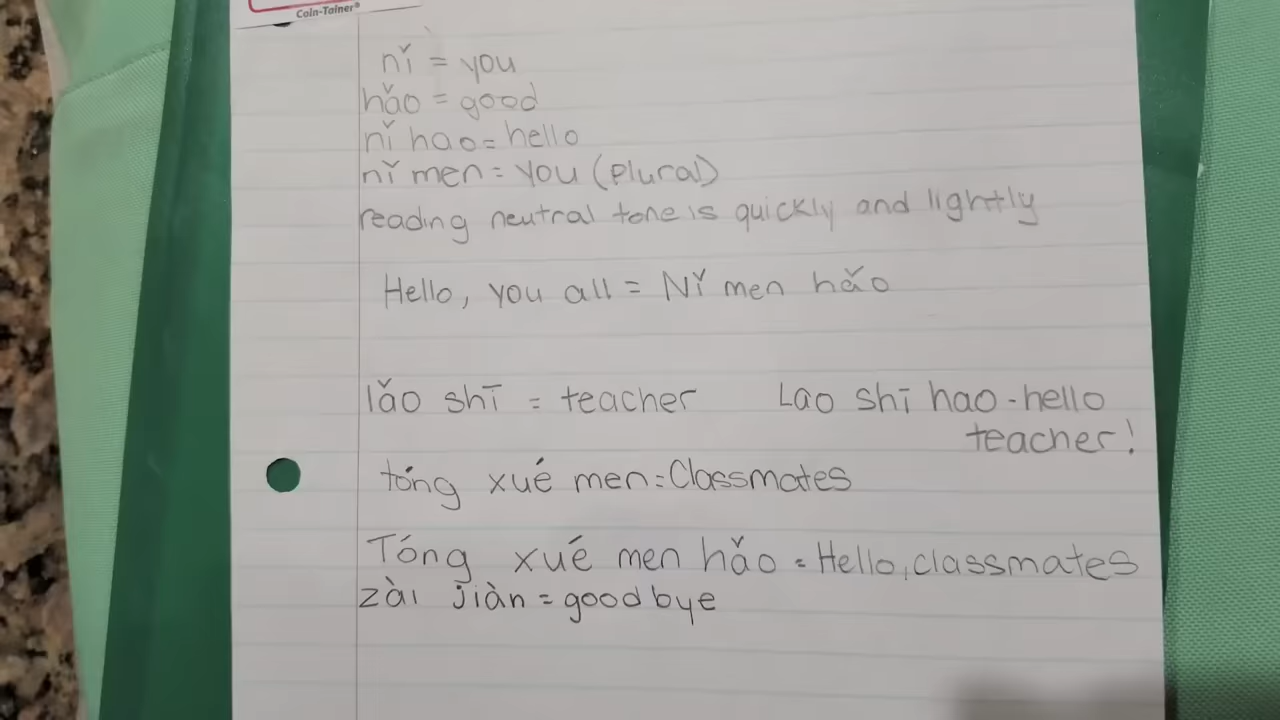 Coin-Tainer®
nǐ = you
hǎo = good
nǐ hao = hello
nǐ men = you (plural)
reading neutral tone is quickly and lightly
Hello, you all = Nǐ men hǎo
lǎo shī = teacher Lao shī hao - hello
teacher!
tóng xué men = Classmates
Tóng xué men hǎo = Hello, classmates
zài jiàn = good bye